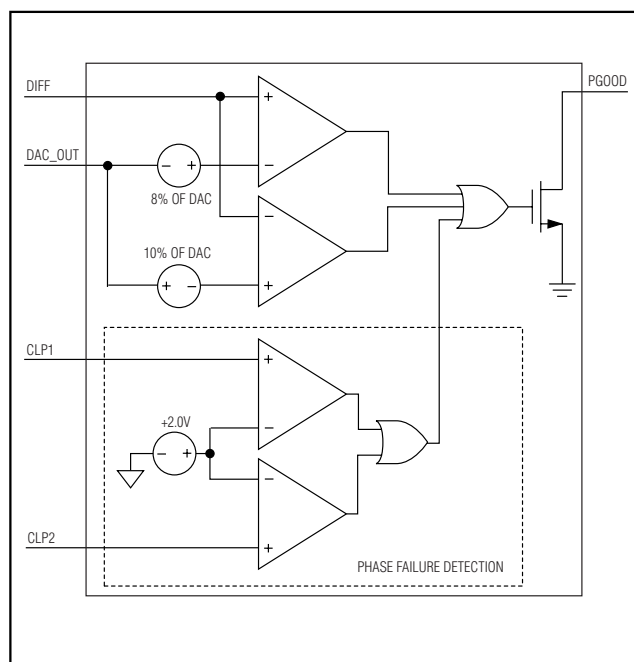 DIFF
PGOOD
+
DAC_OUT
- +
-
8% OF DAC
-
10% OF DAC
+ -
+
CLP1
+
+2.0V
-
- +
-
CLP2
+
PHASE FAILURE DETECTION